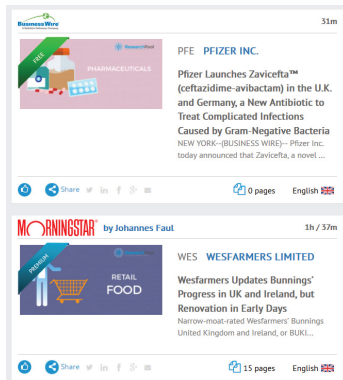 BusinessWire
31m
FREE
ResearchPool
PHARMACEUTICALS
PFE PFIZER INC.
Pfizer Launches Zavicefta™
(ceftazidime-avibactam) in the U.K.
and Germany, a New Antibiotic to
Treat Complicated Infections
Caused by Gram-Negative Bacteria
NEW YORK--(BUSINESS WIRE)-- Pfizer Inc.
today announced that Zavicefta, a novel ...
Share
0 pages
English
MORNINGSTAR® by Johannes Faul
1h / 37m
PREMIUM
RETAIL
FOOD
WES WESFARMERS LIMITED
Wesfarmers Updates Bunnings'
Progress in UK and Ireland, but
Renovation in Early Days
Narrow-moat-rated Wesfarmers' Bunnings
United Kingdom and Ireland, or BUKI...
Share
15 pages
English